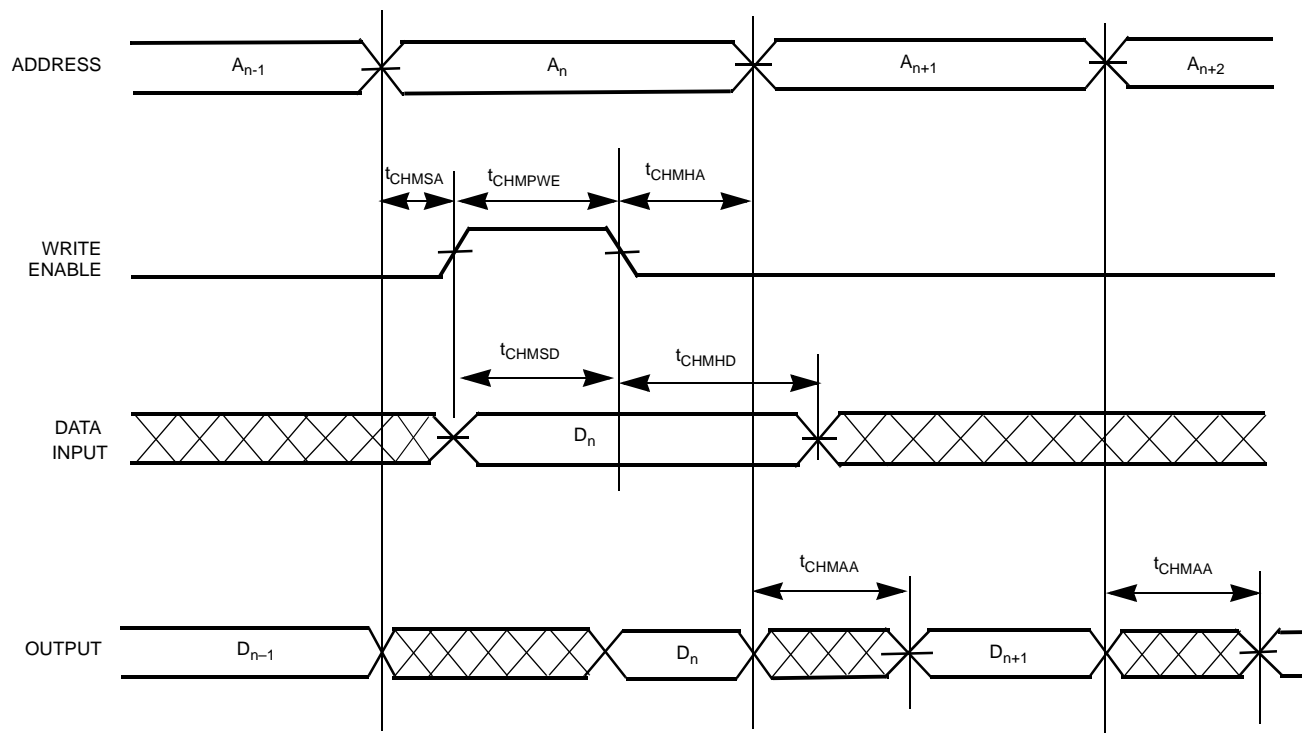 ADDRESS
Aₙ₋₁
Aₙ
Aₙ₊₁
Aₙ₊₂
tCHMSA
tCHMPWE
tCHMHA
WRITE
ENABLE
tCHMSD
tCHMHD
DATA
INPUT
Dₙ
tCHMAA
tCHMAA
OUTPUT
Dₙ₋₁
Dₙ
Dₙ₊₁